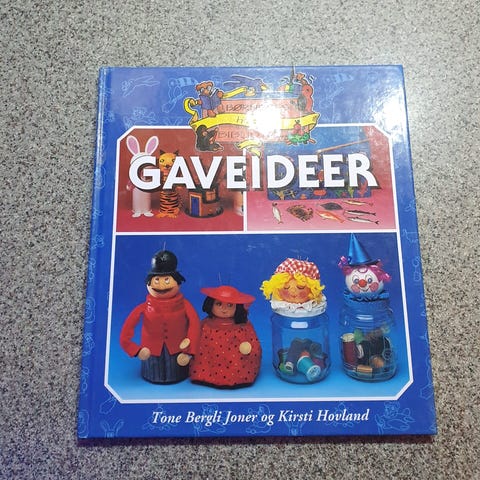 GAVEIDEER
Tone Bergli Joner og Kirsti Hovland